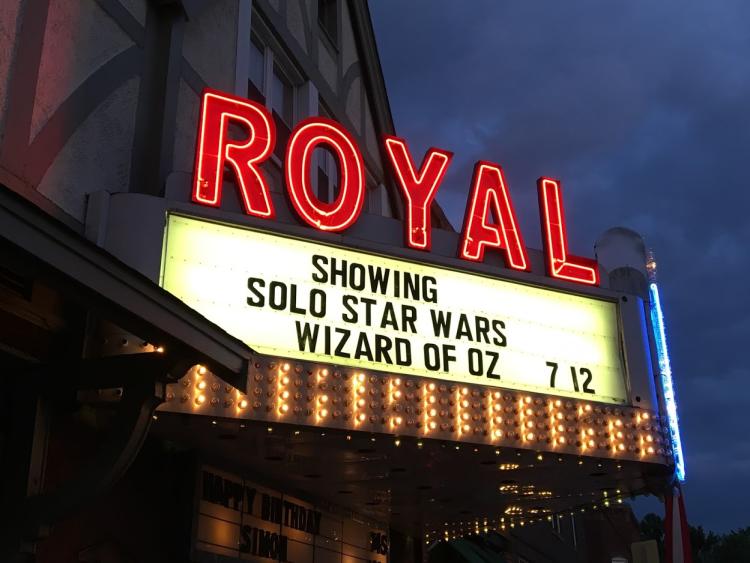 ROYAL
SHOWING
SOLO STAR WARS
WIZARD OF OZ 7 12
HAPPY BIRTHDAY
SIMON